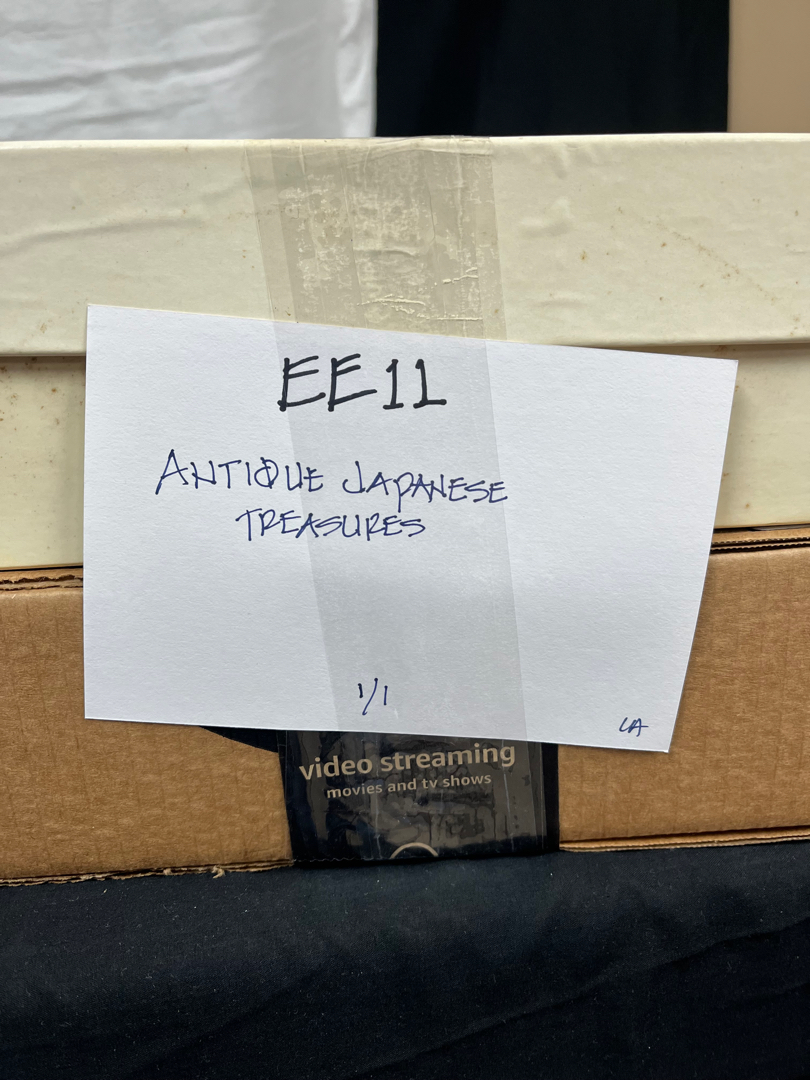 EE11
ANTIQUE JAPANESE
TREASURES
1/1
LA
video streaming
movies and tv shows